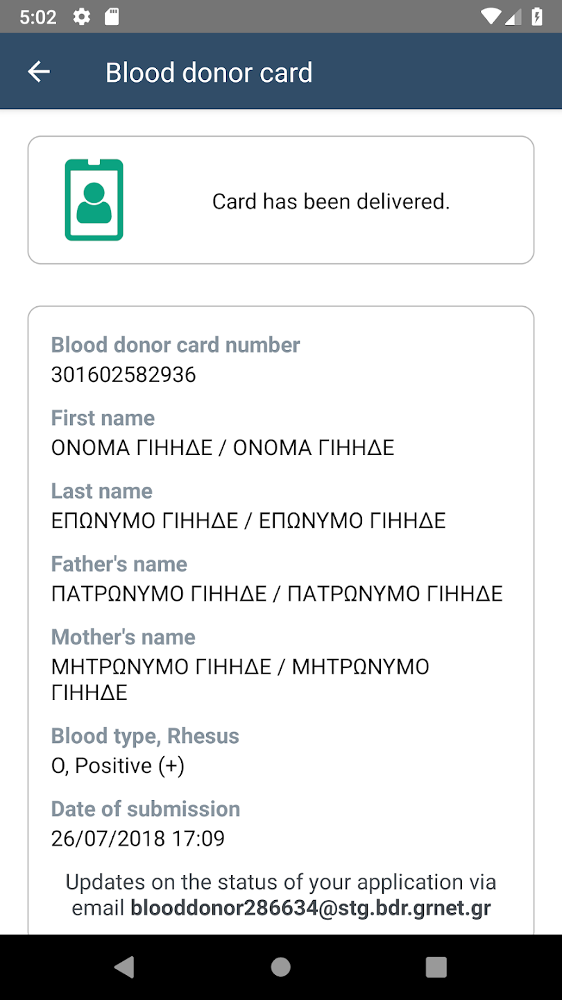 5:02
Blood donor card
Card has been delivered.
Blood donor card number
301602582936
First name
ΟΝΟΜΑ ΓΙΗΗΔΕ / ΟΝΟΜΑ ΓΙΗΗΔΕ
Last name
ΕΠΩΝΥΜΟ ΓΙΗΗΔΕ / ΕΠΩΝΥΜΟ ΓΙΗΗΔΕ
Father's name
ΠΑΤΡΩΝΥΜΟ ΓΙΗΗΔΕ / ΠΑΤΡΩΝΥΜΟ ΓΙΗΗΔΕ
Mother's name
ΜΗΤΡΩΝΥΜΟ ΓΙΗΗΔΕ / ΜΗΤΡΩΝΥΜΟ
ΓΙΗΗΔΕ
Blood type, Rhesus
O, Positive (+)
Date of submission
26/07/2018 17:09
Updates on the status of your application via
email blooddonor286634@stg.bdr.grnet.gr